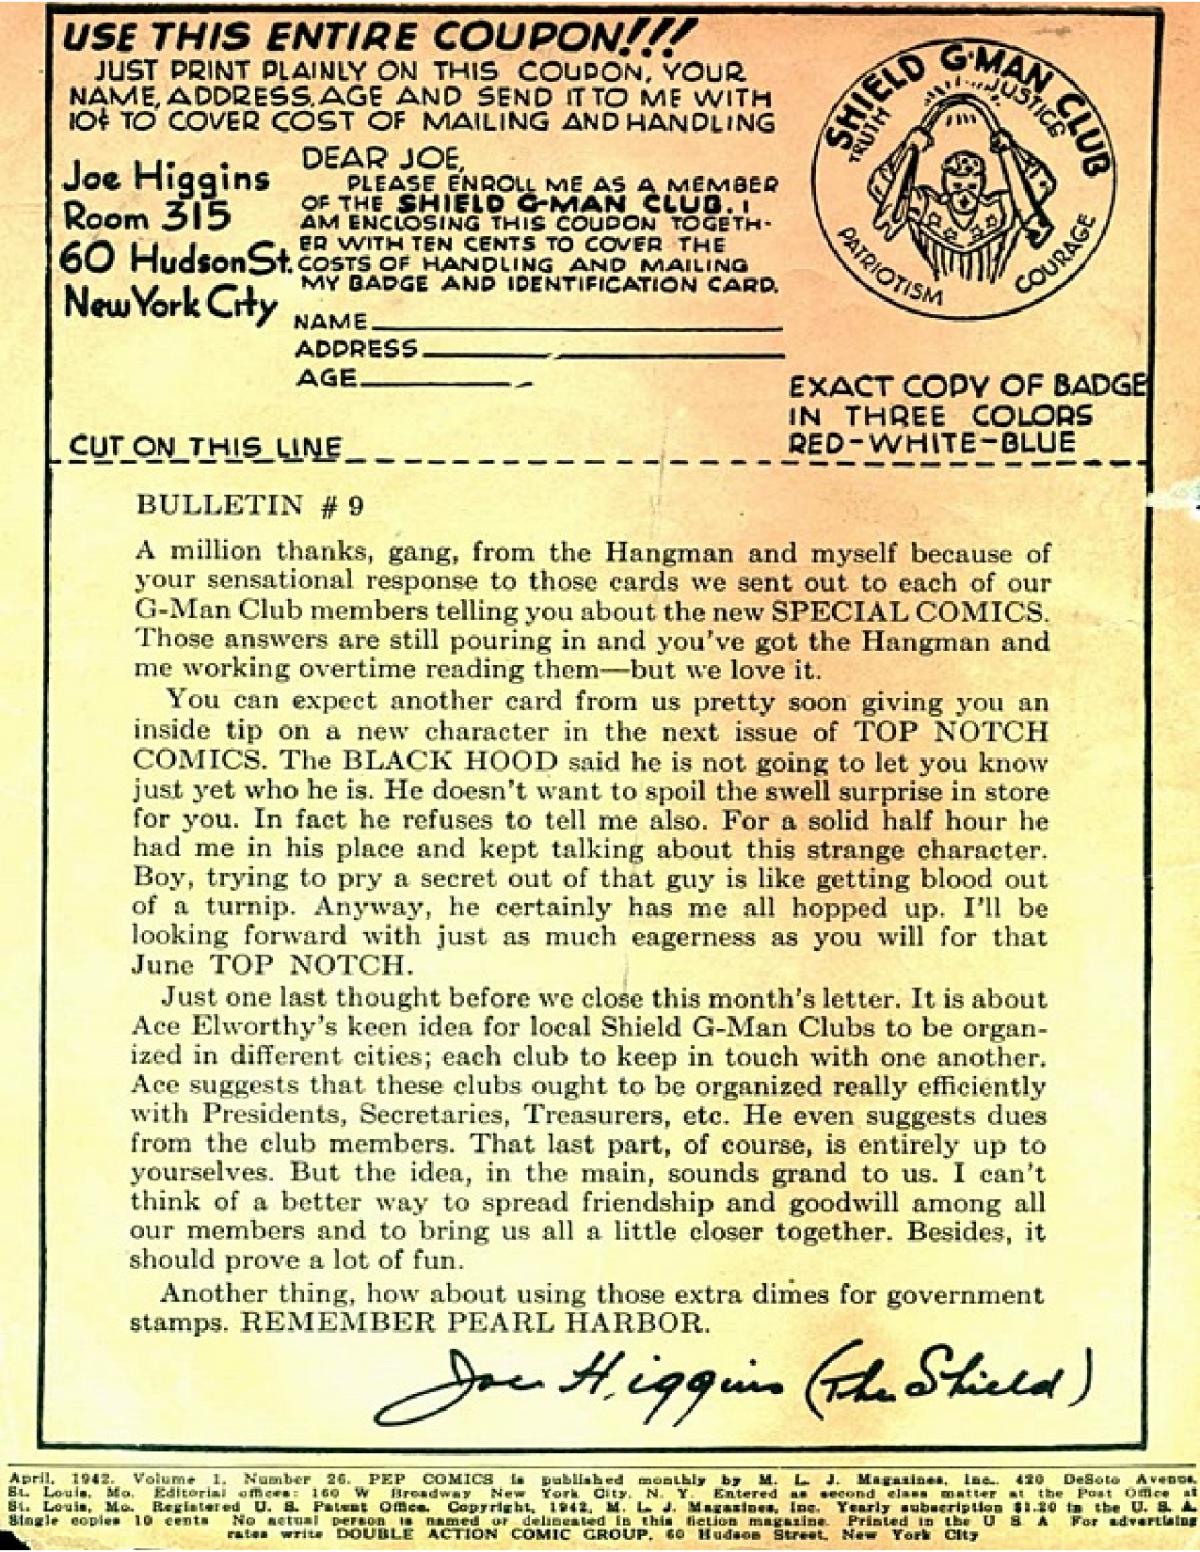 USE THIS ENTIRE COUPON!!!
JUST PRINT PLAINLY ON THIS COUPON, YOUR
NAME, ADDRESS, AGE AND SEND IT TO ME WITH
10¢ TO COVER COST OF MAILING AND HANDLING
Joe Higgins
Room 315
60 Hudson St.
New York City
DEAR JOE,
PLEASE ENROLL ME AS A MEMBER
OF THE SHIELD G-MAN CLUB. I
AM ENCLOSING THIS COUPON TOGETH-
ER WITH TEN CENTS TO COVER THE
COSTS OF HANDLING AND MAILING
MY BADGE AND IDENTIFICATION CARD.
NAME
ADDRESS
AGE
SHIELD G-MAN CLUB
TRUTH
JUSTICE
PATRIOTISM
COURAGE
EXACT COPY OF BADGE
IN THREE COLORS
RED-WHITE-BLUE
CUT ON THIS LINE
BULLETIN # 9
A million thanks, gang, from the Hangman and myself because of
your sensational response to those cards we sent out to each of our
G-Man Club members telling you about the new SPECIAL COMICS.
Those answers are still pouring in and you've got the Hangman and
me working overtime reading them—but we love it.
You can expect another card from us pretty soon giving you an
inside tip on a new character in the next issue of TOP NOTCH
COMICS. The BLACK HOOD said he is not going to let you know
just yet who he is. He doesn't want to spoil the swell surprise in store
for you. In fact he refuses to tell me also. For a solid half hour he
had me in his place and kept talking about this strange character.
Boy, trying to pry a secret out of that guy is like getting blood out
of a turnip. Anyway, he certainly has me all hopped up. I'll be
looking forward with just as much eagerness as you will for that
June TOP NOTCH.
Just one last thought before we close this month's letter. It is about
Ace Elworthy's keen idea for local Shield G-Man Clubs to be organ-
ized in different cities; each club to keep in touch with one another.
Ace suggests that these clubs ought to be organized really efficiently
with Presidents, Secretaries, Treasurers, etc. He even suggests dues
from the club members. That last part, of course, is entirely up to
yourselves. But the idea, in the main, sounds grand to us. I can't
think of a better way to spread friendship and goodwill among all
our members and to bring us all a little closer together. Besides, it
should prove a lot of fun.
Another thing, how about using those extra dimes for government
stamps. REMEMBER PEARL HARBOR.
Joe Higgins (The Shield)
April, 1942. Volume 1, Number 26. PEP COMICS is published monthly by M. L. J. Magazines, Inc., 420 DeSoto Avenue,
St. Louis, Mo. Editorial offices: 160 W Broadway New York City, N. Y. Entered as second class matter at the Post Office at
St. Louis, Mo. Registered U. S. Patent Office. Copyright, 1942, M. L. J. Magazines, Inc. Yearly subscription $1.20 in the U. S. A.
Single copies 10 cents No actual person is named or delineated in this fiction magazine. Printed in the U S A For advertising
rates write DOUBLE ACTION COMIC GROUP, 60 Hudson Street, New York City